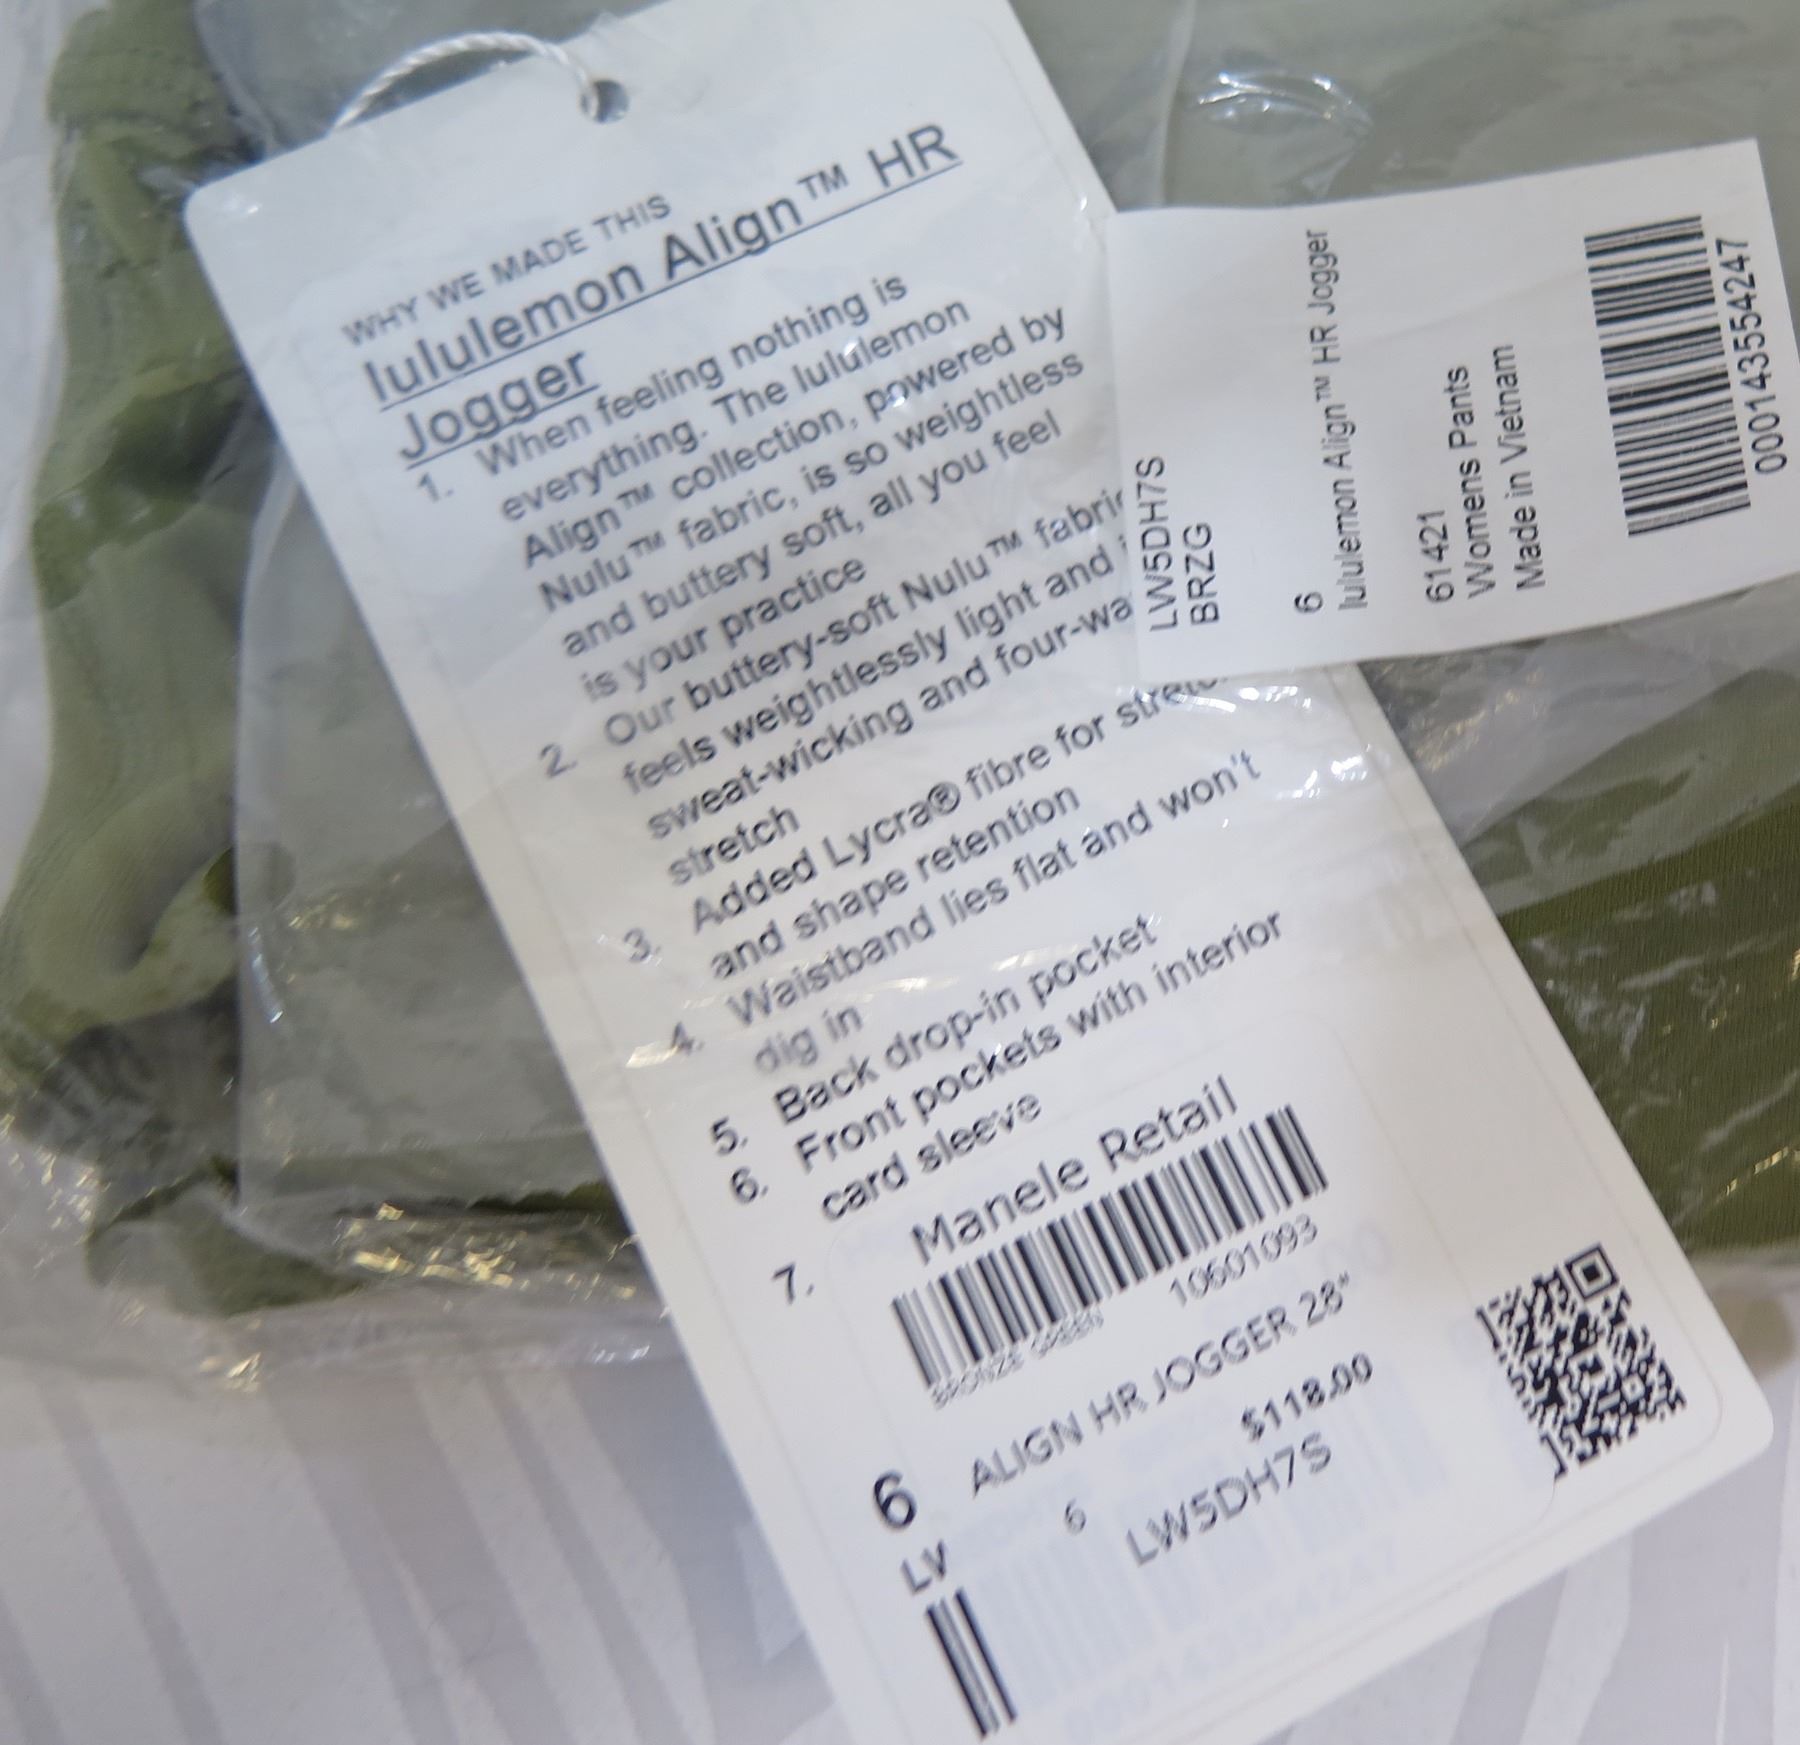 WHY WE MADE THIS
lululemon Align™ HR
Jogger
1. When feeling nothing is
everything. The lululemon
Align™ collection, powered by
Nulu™ fabric, is so weightless
and buttery soft, all you feel
is your practice
2. Our buttery-soft Nulu™ fabric
feels weightlessly light and
sweat-wicking and four-wa
stretch
3. Added Lycra® fibre for stretch
and shape retention
4. Waistband lies flat and won't
dig in
5. Back drop-in pocket
6. Front pockets with interior
card sleeve
7.
Manele Retail
10601093
BRONZE GREEN
ALIGN HR JOGGER 28"
$118.00
6
6
LW5DH7S
LW
LW5DH7S
BRZG
6
lululemon Align™ HR Jogger
61421
Womens Pants
Made in Vietnam
0001435554247